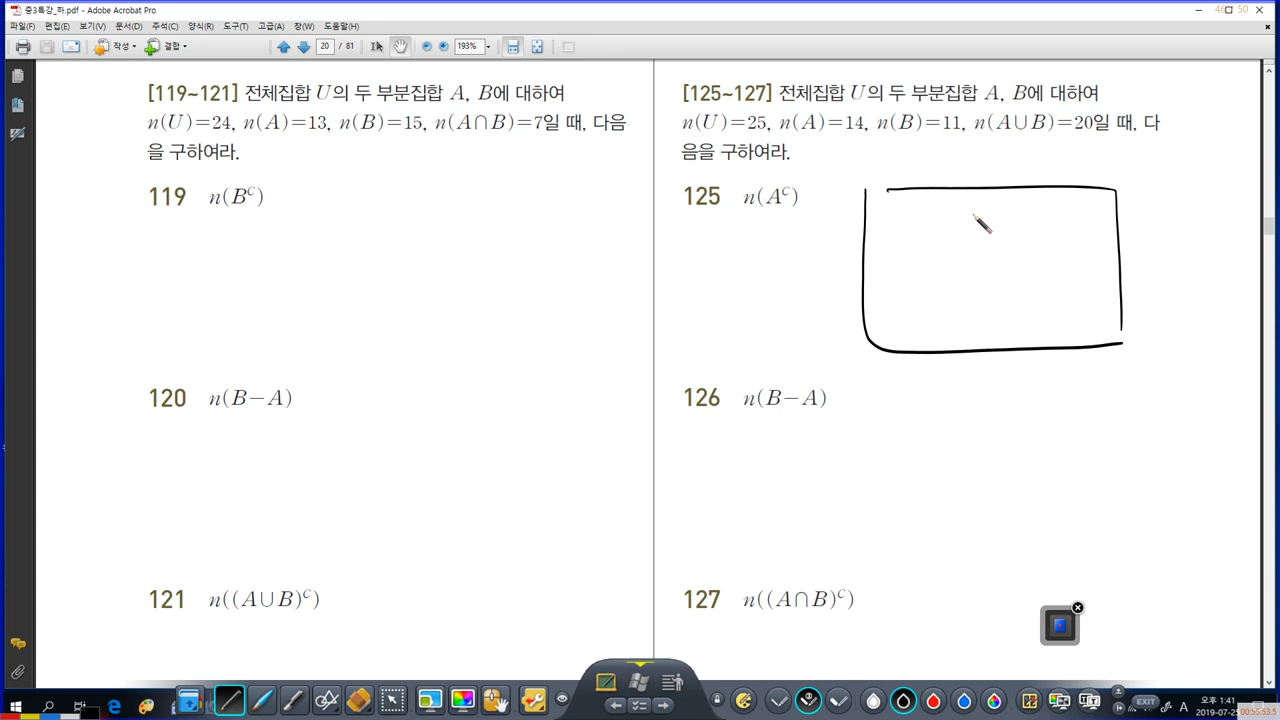 중3특강_하.pdf - Adobe Acrobat Pro
파일(F) 편집(E) 보기(V) 문서(D) 주석(C) 양식(R) 도구(T) 고급(A) 창(W) 도움말(H)
작성 결합 20 / 81 193%
[119~121] 전체집합 U의 두 부분집합 A, B에 대하여
n(U)=24, n(A)=13, n(B)=15, n(A∩B)=7일 때, 다음
을 구하여라.
119 n(Bᶜ)
120 n(B−A)
121 n((A∪B)ᶜ)
[125~127] 전체집합 U의 두 부분집합 A, B에 대하여
n(U)=25, n(A)=14, n(B)=11, n(A∪B)=20일 때, 다
음을 구하여라.
125 n(Aᶜ)
126 n(B−A)
127 n((A∩B)ᶜ)
EXIT
A 오후 1:41